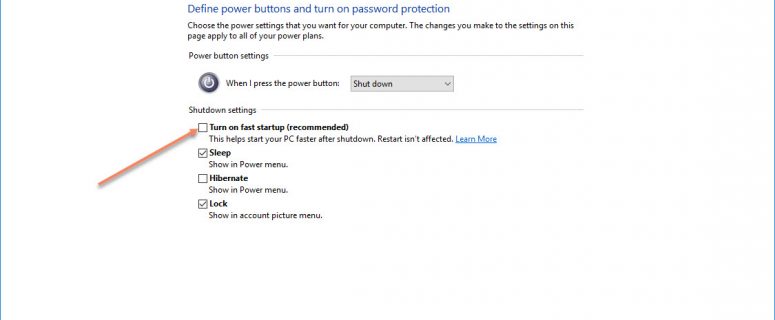 Define power buttons and turn on password protection
Choose the power settings that you want for your computer. The changes you make to the settings on this
page apply to all of your power plans.
Power button settings
When I press the power button: Shut down
Shutdown settings
Turn on fast startup (recommended)
This helps start your PC faster after shutdown. Restart isn't affected. Learn More
Sleep
Show in Power menu.
Hibernate
Show in Power menu.
Lock
Show in account picture menu.